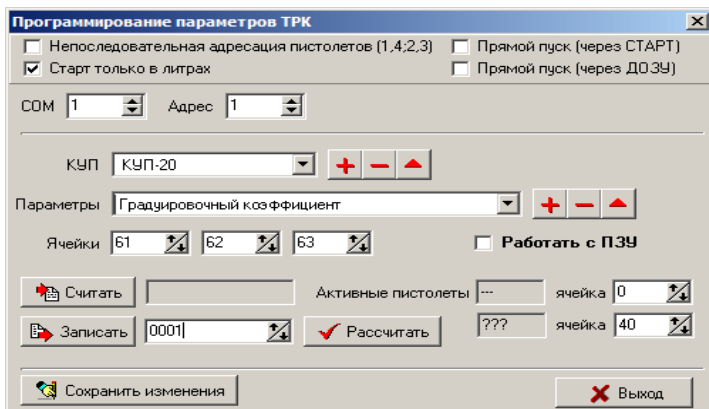 Программирование параметров ТРК
Непоследовательная адресация пистолетов (1,4;2,3) Прямой пуск (через СТАРТ)
Старт только в литрах Прямой пуск (через ДОЗУ)
COM 1 Адрес 1
КУП КУП-20
Параметры Градуировочный коэффициент
Ячейки 61 62 63 Работать с ПЗУ
Считать Активные пистолеты --- ячейка 0
Записать 0001 Рассчитать ??? ячейка 40
Сохранить изменения Выход